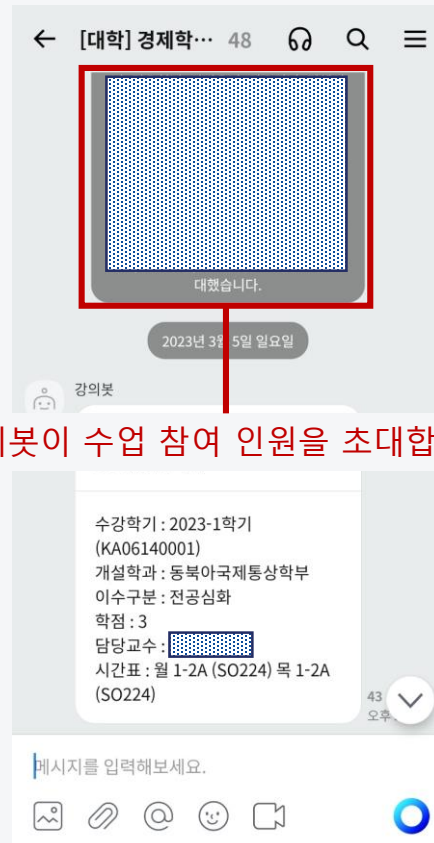 [대학] 경제학… 48
대했습니다.
2023년 3월 5일 일요일
강의봇
봇이 수업 참여 인원을 초대합
수강학기 : 2023-1학기
(KA06140001)
개설학과 : 동북아국제통상학부
이수구분 : 전공심화
학점 : 3
담당교수 :
시간표 : 월 1-2A (SO224) 목 1-2A
(SO224)
43
오후
메시지를 입력해보세요.